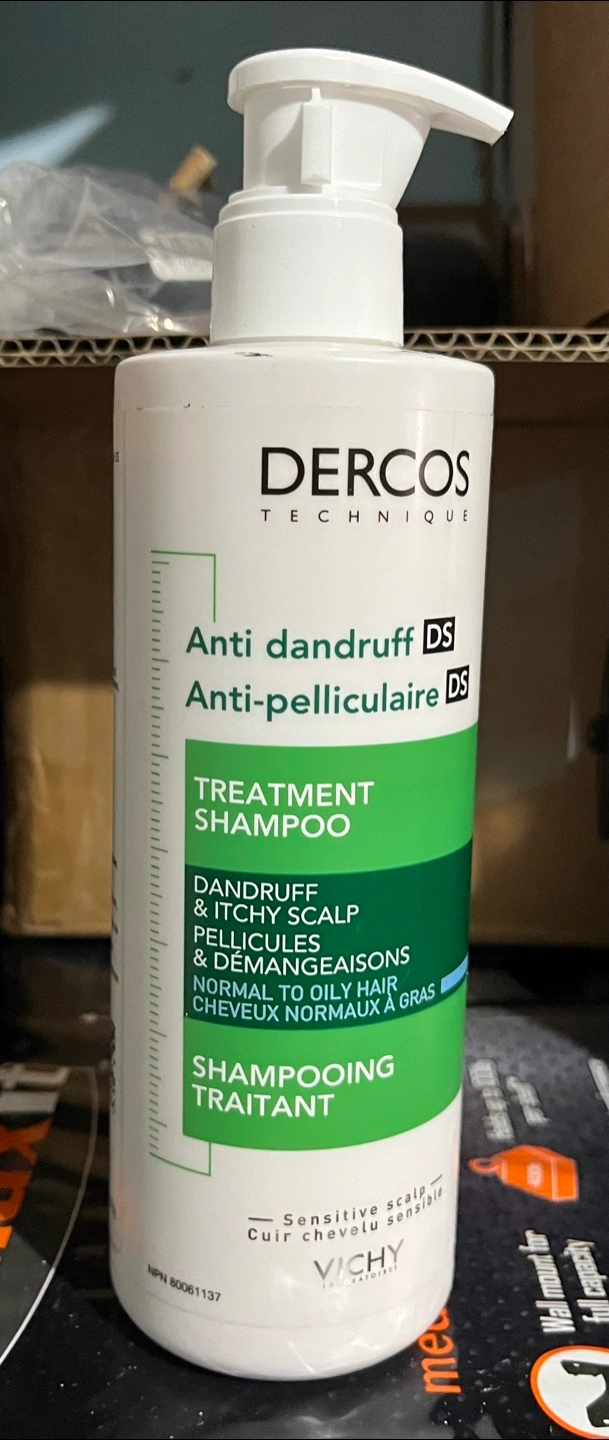 DERCOS
TECHNIQUE
Anti dandruff DS
Anti-pelliculaire DS
TREATMENT
SHAMPOO
DANDRUFF
& ITCHY SCALP
PELLICULES
& DÉMANGEAISONS
NORMAL TO OILY HAIR
CHEVEUX NORMAUX À GRAS
SHAMPOOING
TRAITANT
— Sensitive scalp —
Cuir chevelu sensible
VICHY
LABORATOIRES
NPN 80061137
Wall mount for
full capacity